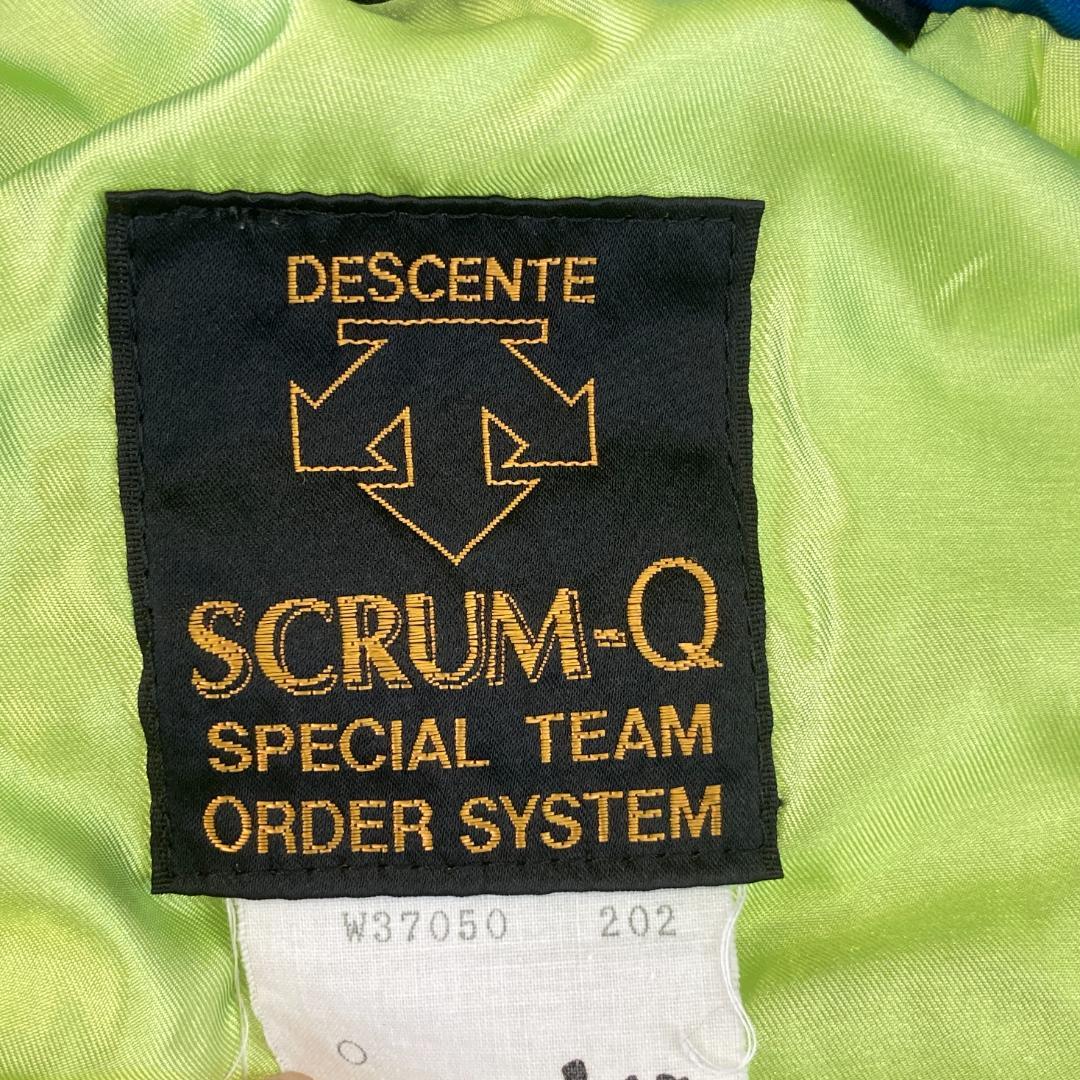 DESCENTE
SCRUM-Q
SPECIAL TEAM
ORDER SYSTEM
W37050 202